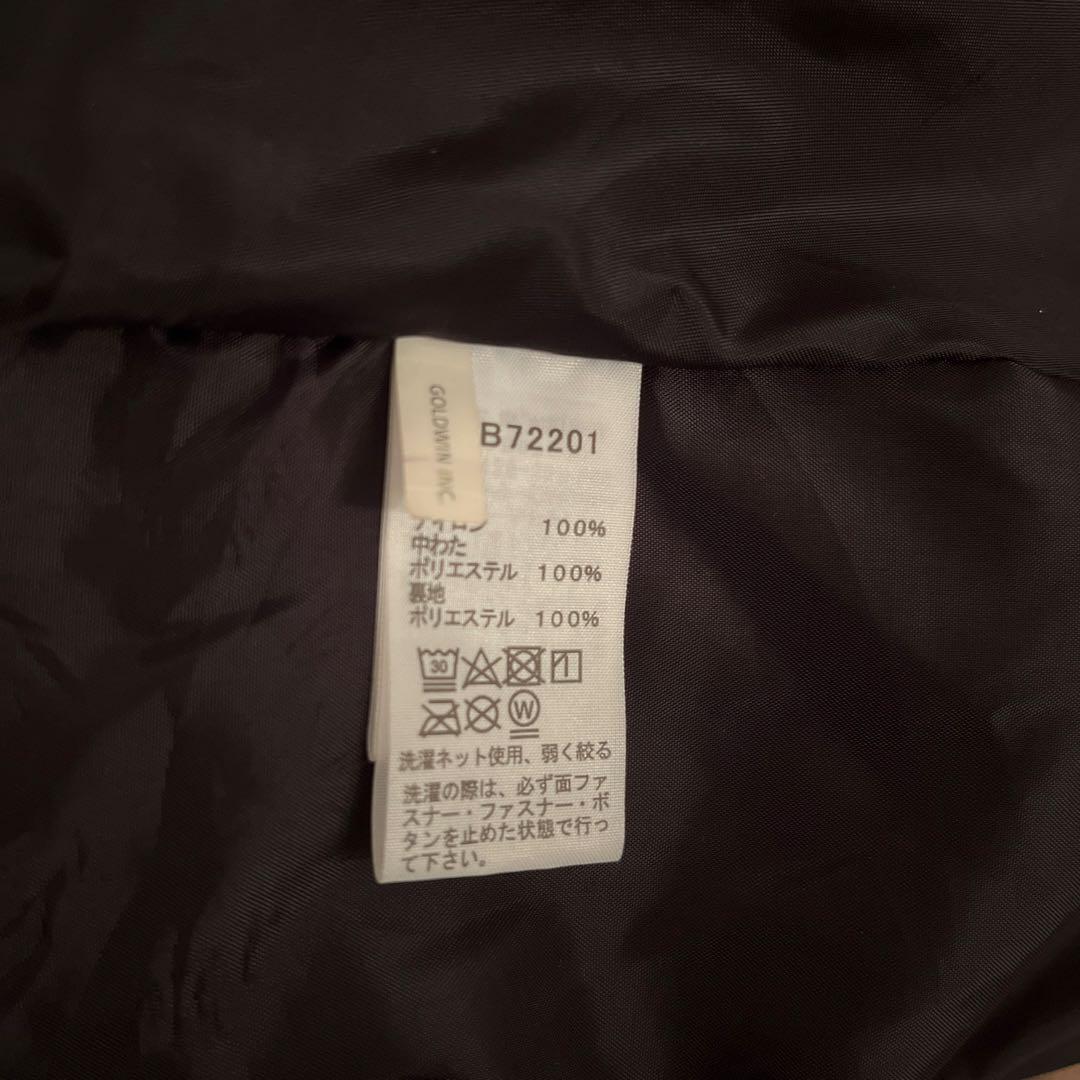 GOLDWIN INC
B72201
ナイロン 100%
中わた
ポリエステル 100%
裏地
ポリエステル 100%
30
W
洗濯ネット使用、弱く絞る
洗濯の際は、必ず面ファ
スナー・ファスナー・ボ
タンを止めた状態で行っ
て下さい。